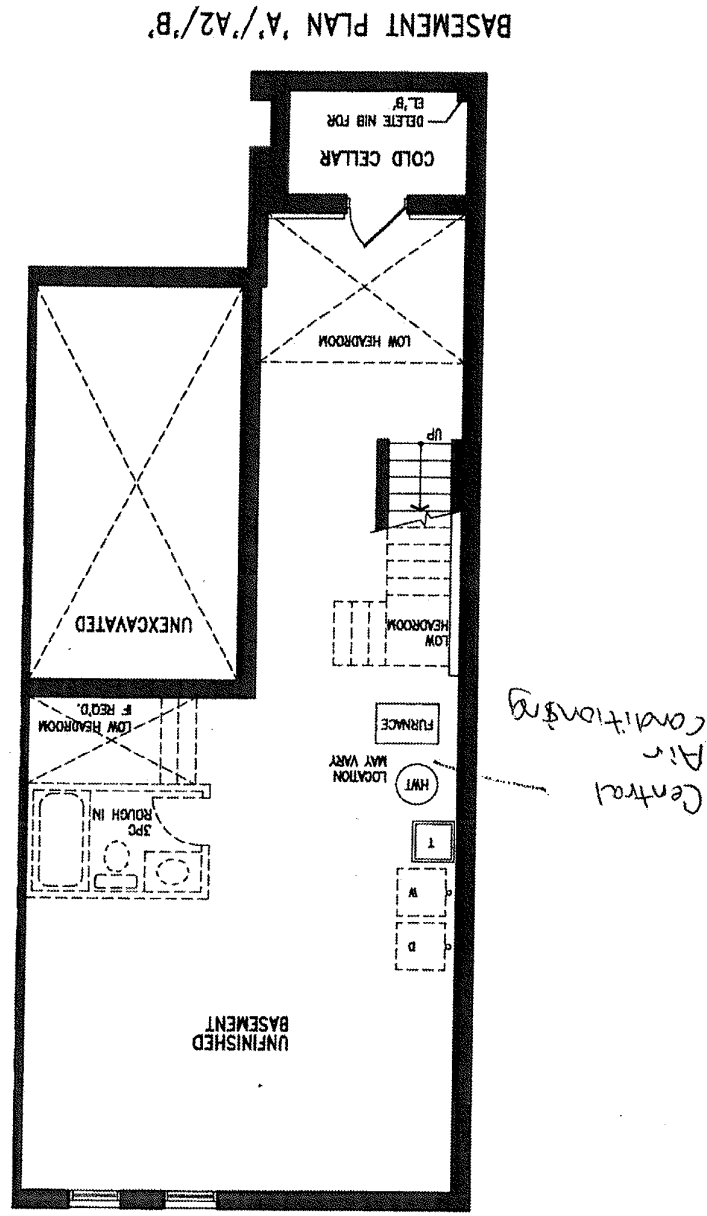 UNFINISHED
BASEMENT
D
W
T
HWT
LOCATION
MAY VARY
FURNACE
Central
Air
Conditioning
3PC
ROUGH IN
LOW HEADROOM
IF REQ'D.
UNEXCAVATED
LOW
HEADROOM
UP
LOW HEADROOM
COLD CELLAR
DELETE NIB FOR
EL.'B'
BASEMENT PLAN 'A'/'A2/'B'